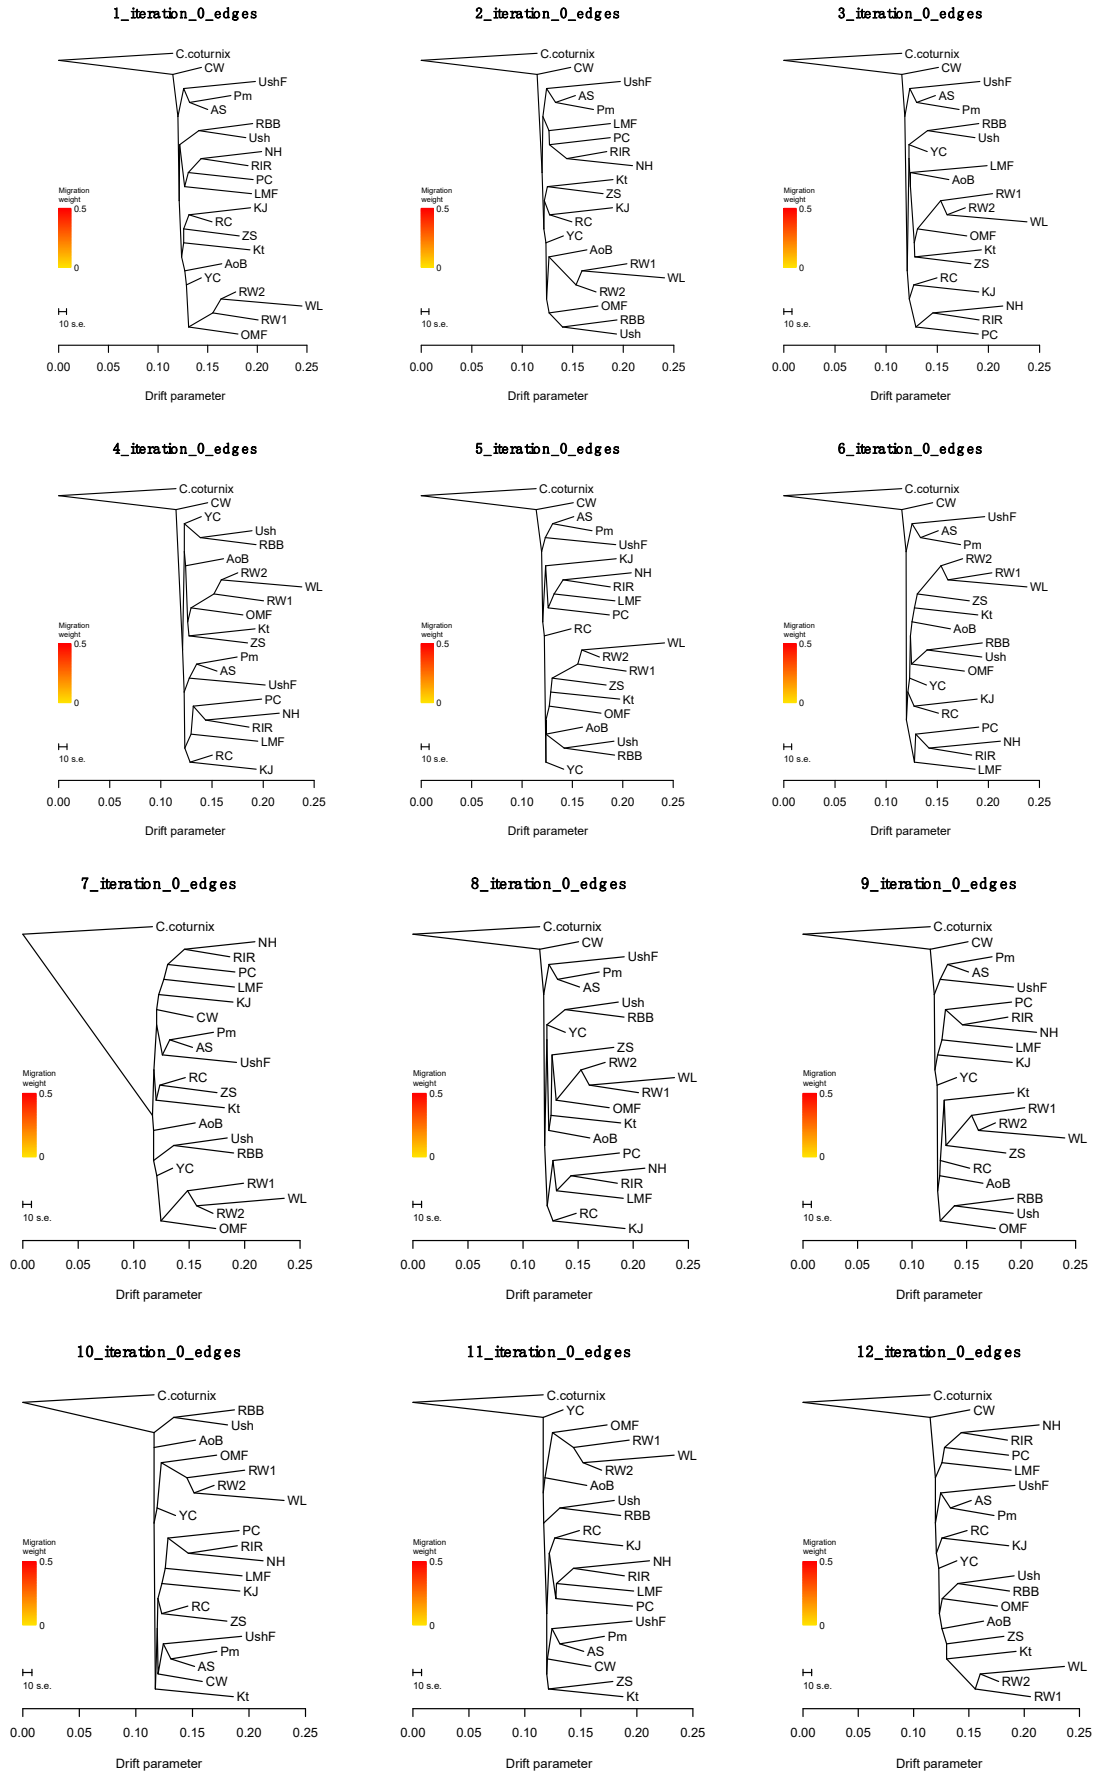 1_iteration_0_edges
C.coturnix
CW
UshF
Pm
AS
RBB
Ush
NH
RIR
PC
LMF
KJ
RC
ZS
Kt
AoB
YC
RW2
WL
RW1
OMF
Migration
weight
0.5
0
10 s.e.
0.00 0.05 0.10 0.15 0.20 0.25
Drift parameter
2_iteration_0_edges
C.coturnix
CW
UshF
AS
Pm
LMF
PC
RIR
NH
Kt
ZS
KJ
RC
YC
AoB
RW1
WL
RW2
OMF
RBB
Ush
Migration
weight
0.5
0
10 s.e.
0.00 0.05 0.10 0.15 0.20 0.25
Drift parameter
3_iteration_0_edges
C.coturnix
CW
UshF
AS
Pm
RBB
Ush
YC
LMF
AoB
RW1
RW2
WL
OMF
Kt
ZS
RC
KJ
NH
RIR
PC
Migration
weight
0.5
0
10 s.e.
0.00 0.05 0.10 0.15 0.20 0.25
Drift parameter
4_iteration_0_edges
C.coturnix
CW
YC
Ush
RBB
AoB
RW2
WL
RW1
OMF
Kt
ZS
Pm
AS
UshF
PC
NH
RIR
LMF
RC
KJ
Migration
weight
0.5
0
10 s.e.
0.00 0.05 0.10 0.15 0.20 0.25
Drift parameter
5_iteration_0_edges
C.coturnix
CW
AS
Pm
UshF
KJ
NH
RIR
LMF
PC
RC
WL
RW2
RW1
ZS
Kt
OMF
AoB
Ush
RBB
YC
Migration
weight
0.5
0
10 s.e.
0.00 0.05 0.10 0.15 0.20 0.25
Drift parameter
6_iteration_0_edges
C.coturnix
CW
UshF
AS
Pm
RW2
RW1
WL
ZS
Kt
AoB
RBB
Ush
OMF
YC
KJ
RC
PC
NH
RIR
LMF
Migration
weight
0.5
0
10 s.e.
0.00 0.05 0.10 0.15 0.20 0.25
Drift parameter
7_iteration_0_edges
C.coturnix
NH
RIR
PC
LMF
KJ
CW
Pm
AS
UshF
RC
ZS
Kt
AoB
Ush
RBB
YC
RW1
WL
RW2
OMF
Migration
weight
0.5
0
10 s.e.
0.00 0.05 0.10 0.15 0.20 0.25
Drift parameter
8_iteration_0_edges
C.coturnix
CW
UshF
Pm
AS
Ush
RBB
YC
ZS
RW2
WL
RW1
OMF
Kt
AoB
PC
NH
RIR
LMF
RC
KJ
Migration
weight
0.5
0
10 s.e.
0.00 0.05 0.10 0.15 0.20 0.25
Drift parameter
9_iteration_0_edges
C.coturnix
CW
Pm
AS
UshF
PC
RIR
NH
LMF
KJ
YC
Kt
RW1
RW2
WL
ZS
RC
AoB
RBB
Ush
OMF
Migration
weight
0.5
0
10 s.e.
0.00 0.05 0.10 0.15 0.20 0.25
Drift parameter
10_iteration_0_edges
C.coturnix
RBB
Ush
AoB
OMF
RW1
RW2
WL
YC
PC
RIR
NH
LMF
KJ
RC
ZS
UshF
Pm
AS
CW
Kt
Migration
weight
0.5
0
10 s.e.
0.00 0.05 0.10 0.15 0.20 0.25
Drift parameter
11_iteration_0_edges
C.coturnix
YC
OMF
RW1
WL
RW2
AoB
Ush
RBB
RC
KJ
NH
RIR
LMF
PC
UshF
Pm
AS
CW
ZS
Kt
Migration
weight
0.5
0
10 s.e.
0.00 0.05 0.10 0.15 0.20 0.25
Drift parameter
12_iteration_0_edges
C.coturnix
CW
NH
RIR
PC
LMF
UshF
AS
Pm
RC
KJ
YC
Ush
RBB
OMF
AoB
ZS
Kt
WL
RW2
RW1
Migration
weight
0.5
0
10 s.e.
0.00 0.05 0.10 0.15 0.20 0.25
Drift parameter